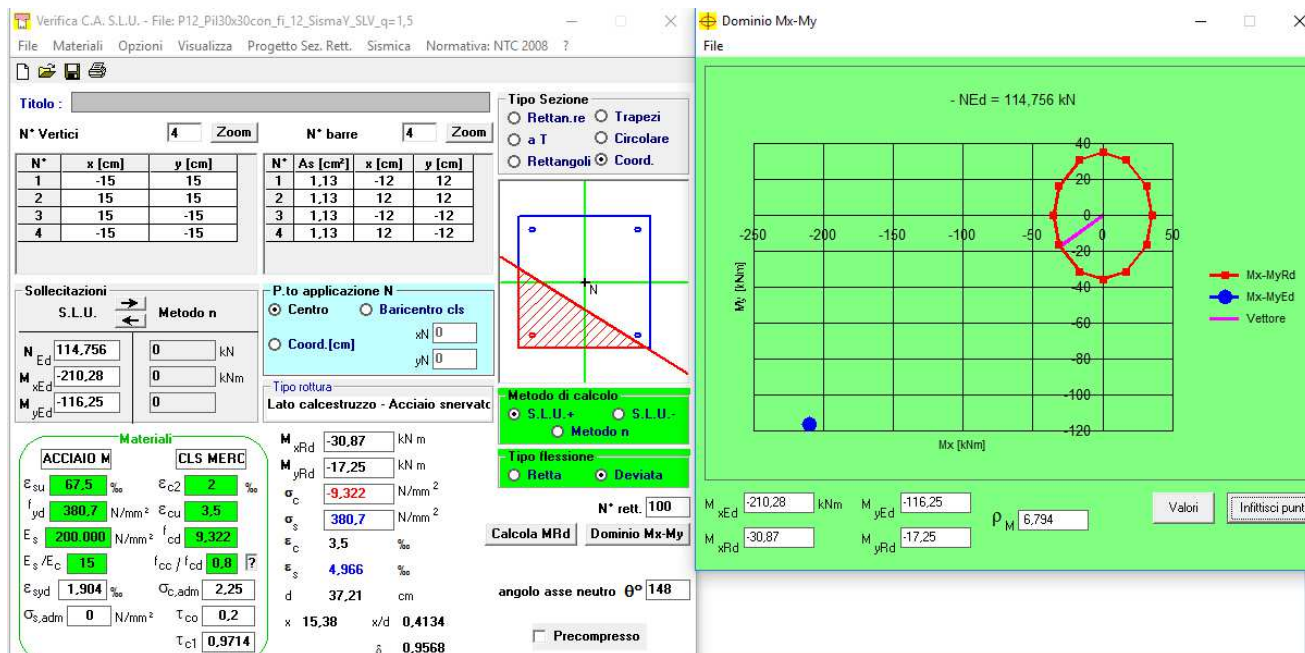 Verifica C.A. S.L.U. - File: P12_Pil30x30con_fi_12_SismaY_SLV_q=1,5
File Materiali Opzioni Visualizza Progetto Sez. Rett. Sismica Normativa: NTC 2008 ?
Titolo :
N° Vertici 4 Zoom N° barre 4 Zoom
N° x [cm] y [cm]
1 -15 15
2 15 15
3 15 -15
4 -15 -15
N° As [cm²] x [cm] y [cm]
1 1,13 -12 12
2 1,13 12 12
3 1,13 -12 -12
4 1,13 12 -12
Tipo Sezione
Rettan.re Trapezi
a T Circolare
Rettangoli Coord.
N
Sollecitazioni
S.L.U. Metodo n
N Ed 114,756 0 kN
M xEd -210,28 0 kNm
M yEd -116,25 0
P.to applicazione N
Centro Baricentro cls
Coord.[cm] xN 0
yN 0
Tipo rottura
Lato calcestruzzo - Acciaio snervato
Metodo di calcolo
S.L.U.+ S.L.U.-
Metodo n
Tipo flessione
Retta Deviata
Materiali
ACCIAIO M CLS MERC
εsu 67,5 ‰ εc2 2 ‰
fyd 380,7 N/mm² εcu 3,5
Es 200.000 N/mm² fcd 9,322
Es/Ec 15 fcc / fcd 0,8 ?
εsyd 1,904 ‰ σc,adm 2,25
σs,adm 0 N/mm² τco 0,2
τc1 0,9714
M xRd -30,87 kN m
M yRd -17,25 kN m
σc -9,322 N/mm²
σs 380,7 N/mm²
εc 3,5 ‰
εs 4,966 ‰
d 37,21 cm
x 15,38 x/d 0,4134
δ 0,9568
N° rett. 100
Calcola MRd Dominio Mx-My
angolo asse neutro θ° 148
Precompresso
Dominio Mx-My
File
- NEd = 114,756 kN
40
20
0
-20
-40
-60
-80
-100
-120
-250 -200 -150 -100 -50 0 50
My [kNm]
Mx [kNm]
Mx-MyRd
Mx-MyEd
Vettore
M xEd -210,28 kNm M yEd -116,25
M xRd -30,87 M yRd -17,25
ρM 6,794
Valori Infittisci punt